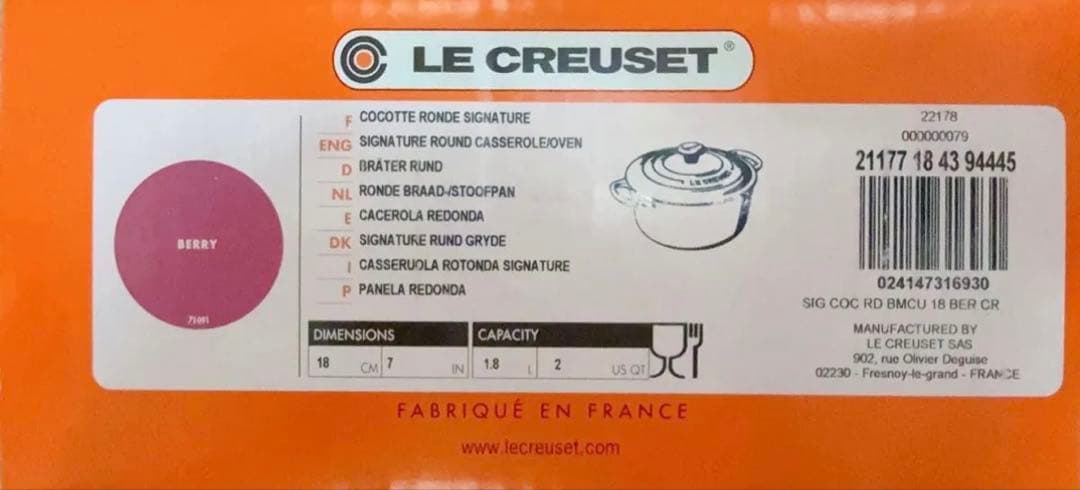 LE CREUSET®
F COCOTTE RONDE SIGNATURE
ENG SIGNATURE ROUND CASSEROLE/OVEN
D BRÄTER RUND
NL RONDE BRAAD-/STOOFPAN
E CACEROLA REDONDA
DK SIGNATURE RUND GRYDE
I CASSERUOLA ROTONDA SIGNATURE
P PANELA REDONDA
BERRY
DIMENSIONS CAPACITY
18 CM 7 IN 1.8 L 2 US QT
LE CREUSET
22178
000000079
21177 18 43 94445
024147316930
SIG COC RD BMCU 18 BER CR
MANUFACTURED BY
LE CREUSET SAS
902, rue Olivier Deguise
02230 - Fresnoy-le-grand - FRANCE
FABRIQUÉ EN FRANCE
www.lecreuset.com